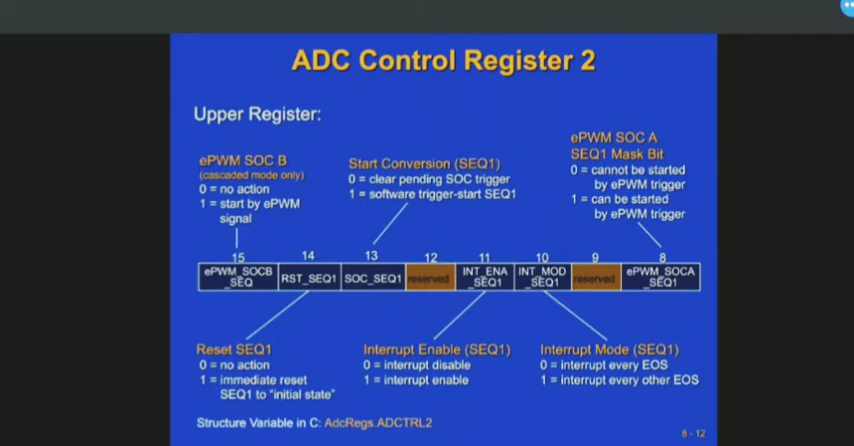 ADC Control Register 2
Upper Register:
ePWM SOC B
(cascaded mode only)
0 = no action
1 = start by ePWM
signal
Start Conversion (SEQ1)
0 = clear pending SOC trigger
1 = software trigger-start SEQ1
ePWM SOC A
SEQ1 Mask Bit
0 = cannot be started
by ePWM trigger
1 = can be started
by ePWM trigger
15 14 13 12 11 10 9 8
ePWM_SOCB
_SEQ
RST_SEQ1
SOC_SEQ1
reserved
INT_ENA
_SEQ1
INT_MOD
_SEQ1
reserved
ePWM_SOCA
_SEQ1
Reset SEQ1
0 = no action
1 = immediate reset
SEQ1 to "initial state"
Interrupt Enable (SEQ1)
0 = interrupt disable
1 = interrupt enable
Interrupt Mode (SEQ1)
0 = interrupt every EOS
1 = interrupt every other EOS
Structure Variable in C: AdcRegs.ADCTRL2
8 - 12